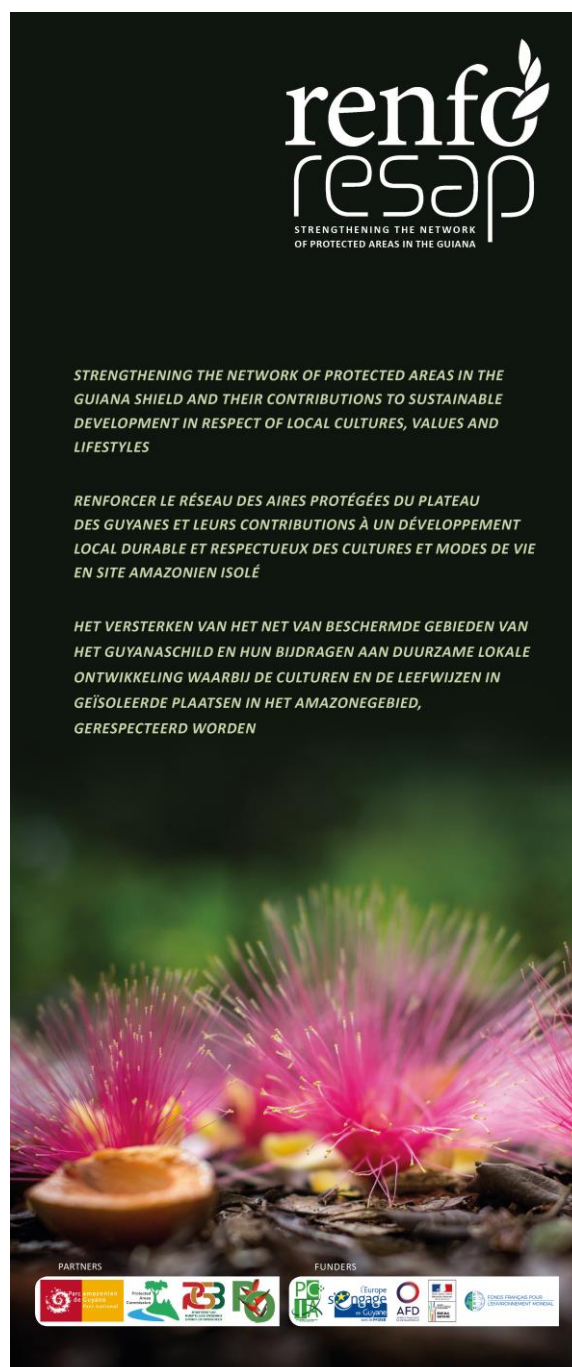 renfo
resap
STRENGTHENING THE NETWORK
OF PROTECTED AREAS IN THE GUIANA
STRENGTHENING THE NETWORK OF PROTECTED AREAS IN THE
GUIANA SHIELD AND THEIR CONTRIBUTIONS TO SUSTAINABLE
DEVELOPMENT IN RESPECT OF LOCAL CULTURES, VALUES AND
LIFESTYLES
RENFORCER LE RÉSEAU DES AIRES PROTÉGÉES DU PLATEAU
DES GUYANES ET LEURS CONTRIBUTIONS À UN DÉVELOPPEMENT
LOCAL DURABLE ET RESPECTUEUX DES CULTURES ET MODES DE VIE
EN SITE AMAZONIEN ISOLÉ
HET VERSTERKEN VAN HET NET VAN BESCHERMDE GEBIEDEN VAN
HET GUYANASCHILD EN HUN BIJDRAGEN AAN DUURZAME LOKALE
ONTWIKKELING WAARBIJ DE CULTUREN EN DE LEEFWIJZEN IN
GEÏSOLEERDE PLAATSEN IN HET AMAZONEGEBIED,
GERESPECTEERD WORDEN
PARTNERS
FUNDERS
Parc amazonien
de Guyane
Parc national
Protected
Areas
Commission
l'Europe
s'engage
en Guyane
AFD
FONDS FRANÇAIS POUR
L'ENVIRONNEMENT MONDIAL